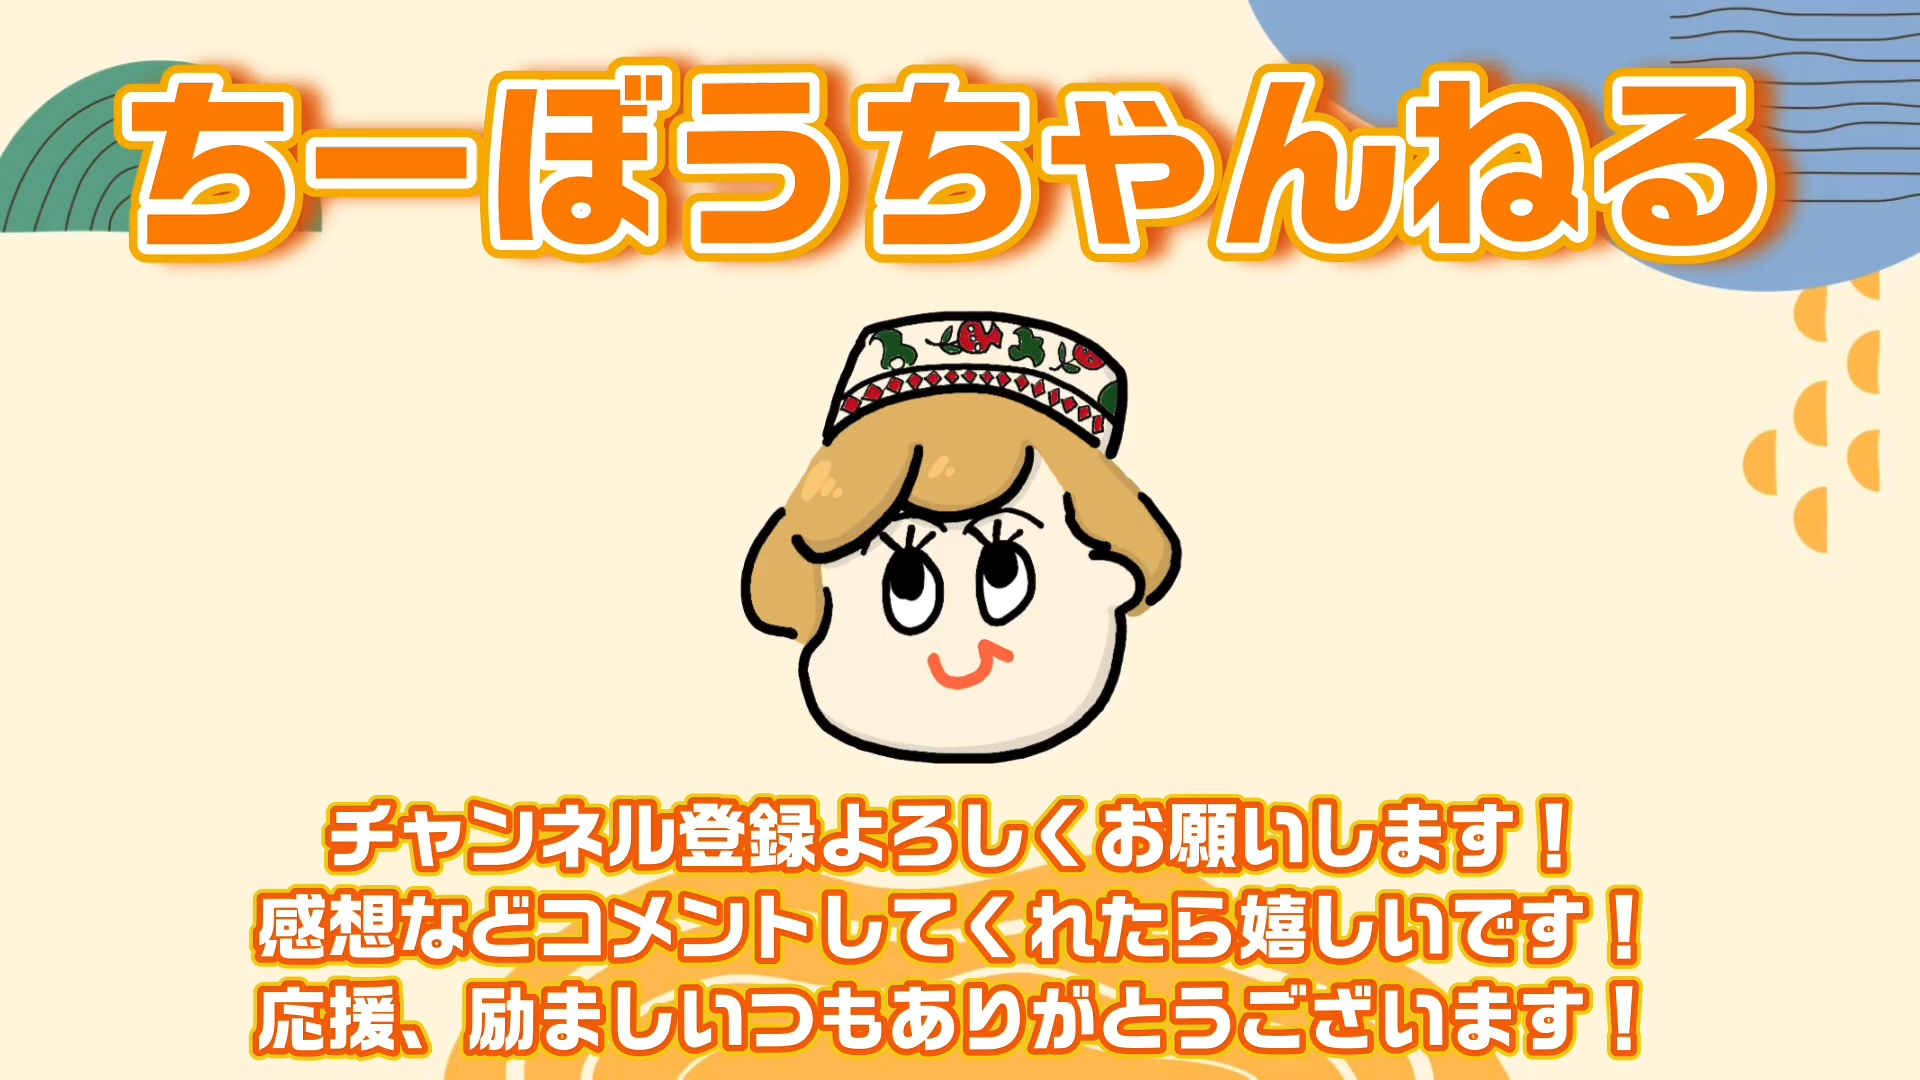 ちーぼうちゃんねる
チャンネル登録よろしくお願いします！
感想などコメントしてくれたら嬉しいです！
応援、励ましいつもありがとうございます！